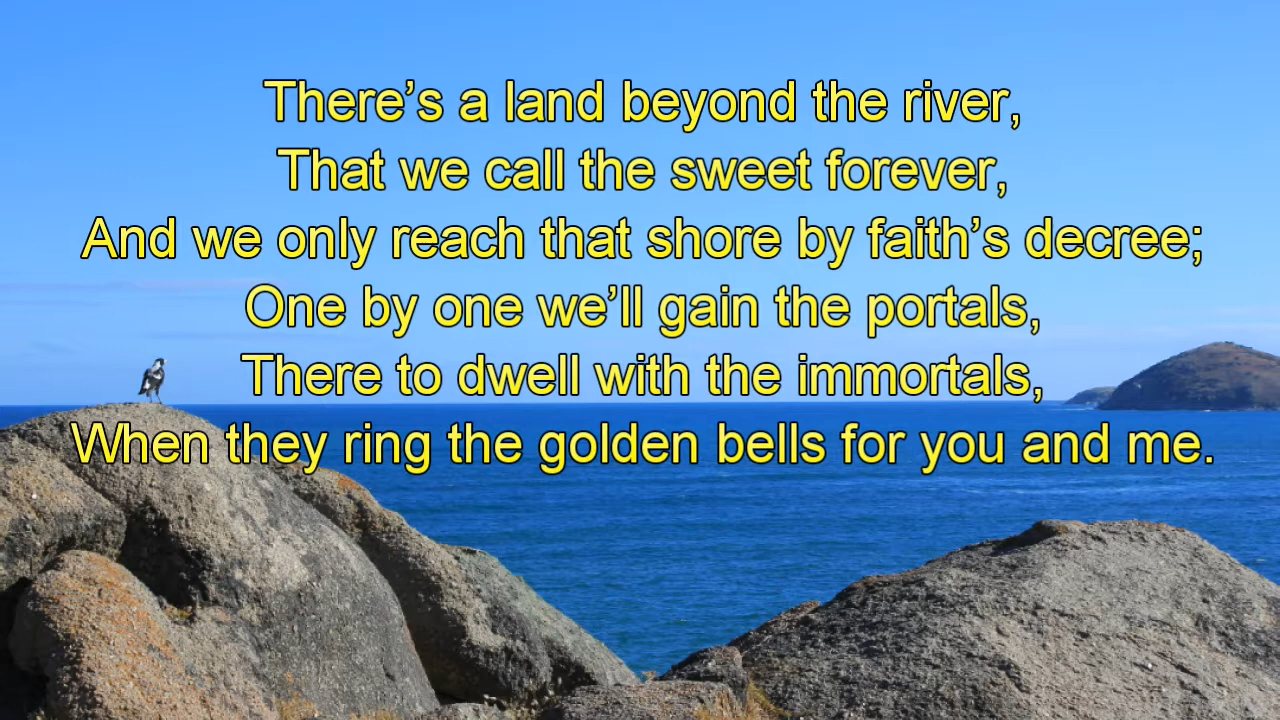 There’s a land beyond the river,
That we call the sweet forever,
And we only reach that shore by faith’s decree;
One by one we’ll gain the portals,
There to dwell with the immortals,
When they ring the golden bells for you and me.